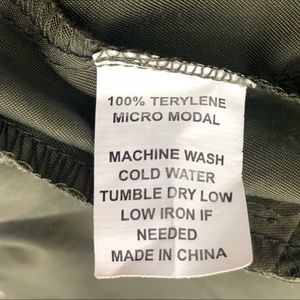 100% TERYLENE
MICRO MODAL
MACHINE WASH
COLD WATER
TUMBLE DRY LOW
LOW IRON IF
NEEDED
MADE IN CHINA